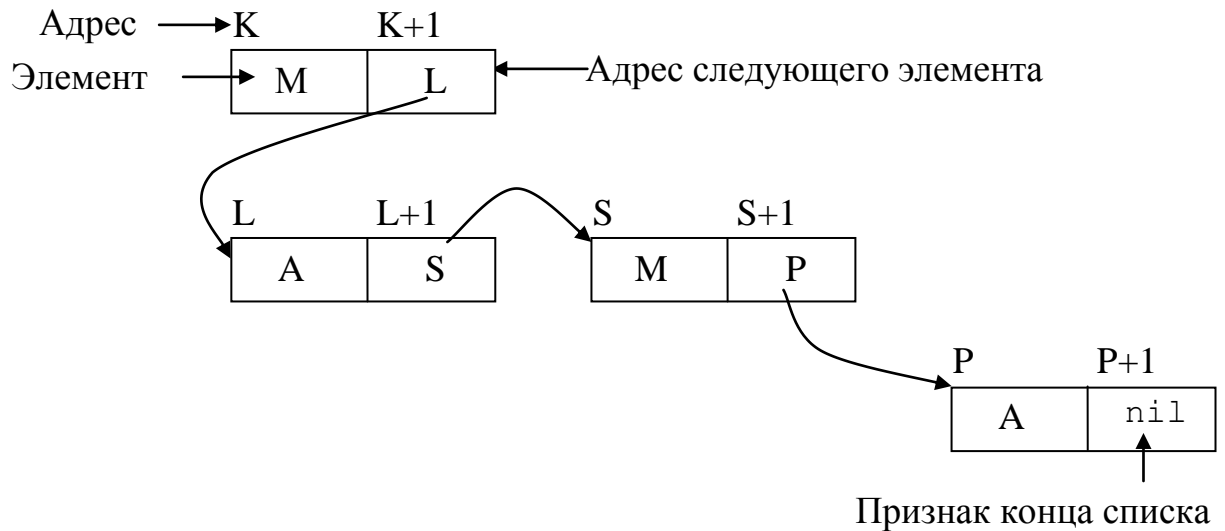 Адрес K K+1
Элемент M L Адрес следующего элемента
L L+1 S S+1
A S M P
P P+1
A nil
Признак конца списка